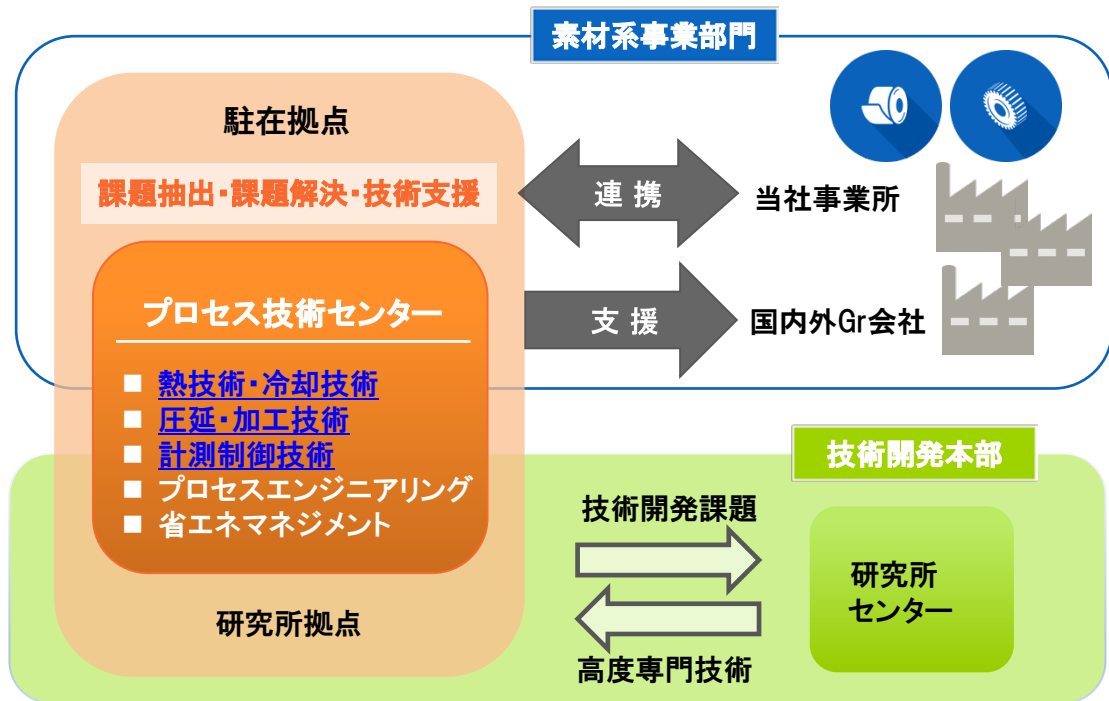 素材系事業部門
駐在拠点
課題抽出・課題解決・技術支援
連 携
当社事業所
プロセス技術センター
支 援
国内外Gr会社
■ 熱技術・冷却技術
■ 圧延・加工技術
■ 計測制御技術
■ プロセスエンジニアリング
■ 省エネマネジメント
研究所拠点
技術開発本部
技術開発課題
高度専門技術
研究所
センター